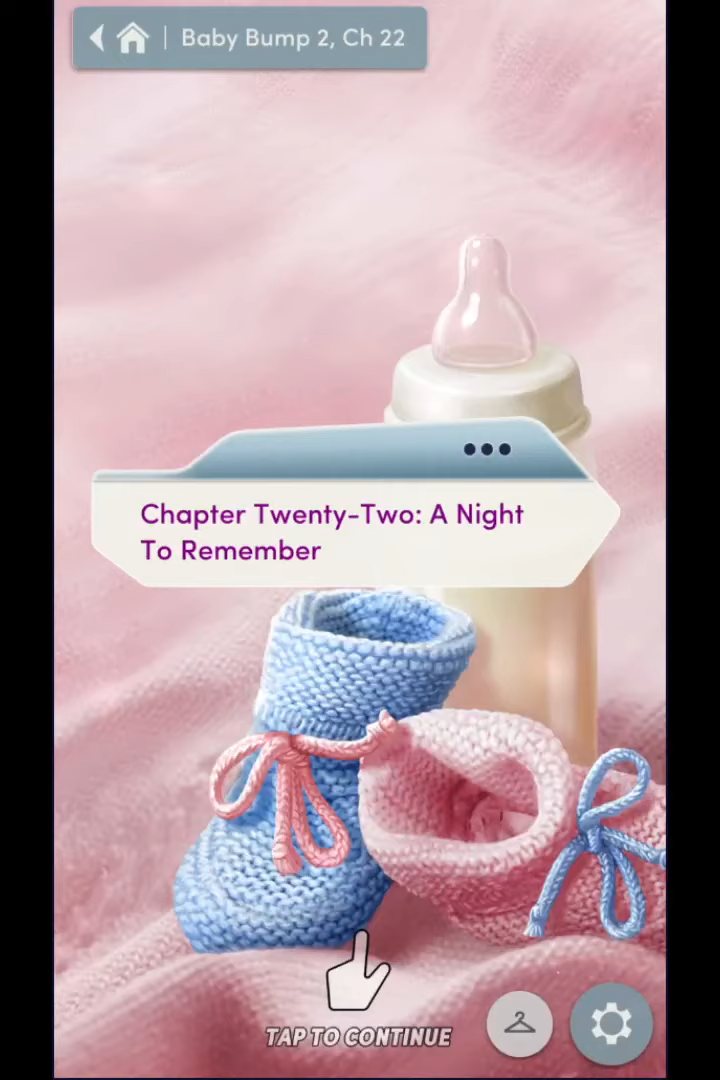 Baby Bump 2, Ch 22
Chapter Twenty-Two: A Night
To Remember
TAP TO CONTINUE